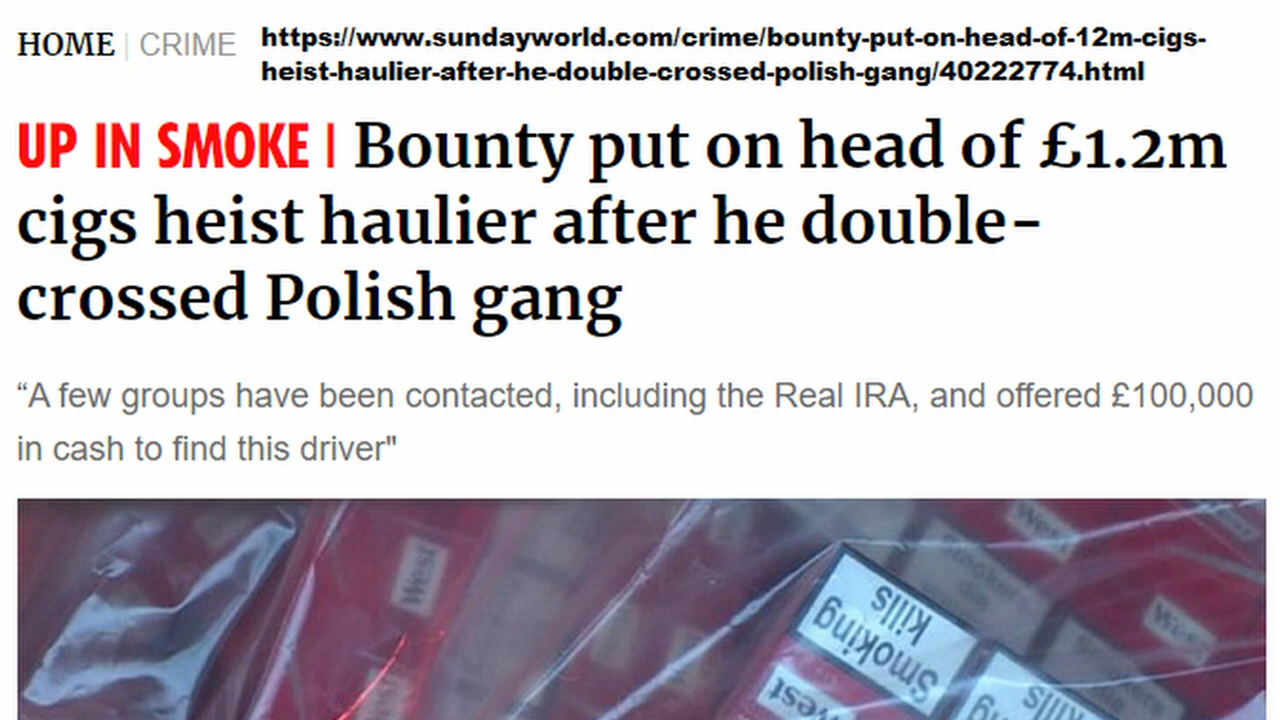 HOME | CRIME
https://www.sundayworld.com/crime/bounty-put-on-head-of-12m-cigs-
heist-haulier-after-he-double-crossed-polish-gang/40222774.html
UP IN SMOKE | Bounty put on head of £1.2m
cigs heist haulier after he double-
crossed Polish gang
“A few groups have been contacted, including the Real IRA, and offered £100,000
in cash to find this driver"
West
West
West
Smoking
kills
West